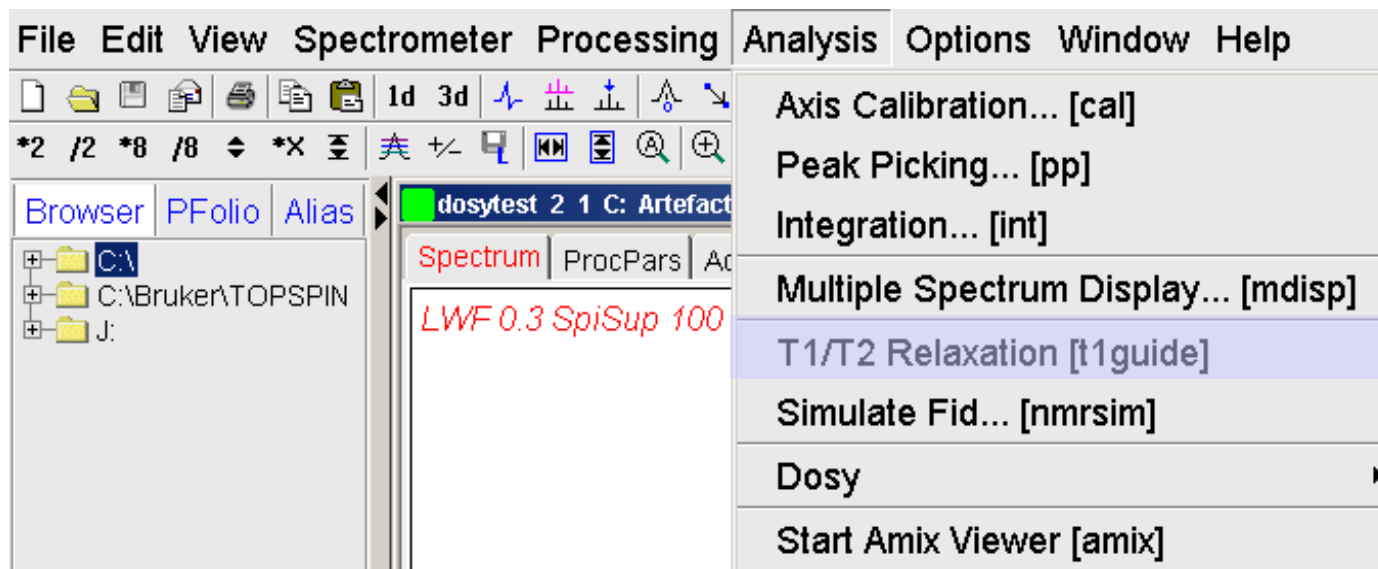 File Edit View Spectrometer Processing Analysis Options Window Help
1d 3d
*2 /2 *8 /8 *X
Browser PFolio Alias
C:\
C:\Bruker\TOPSPIN
J:
dosytest 2 1 C: Artefact
Spectrum ProcPars Ac
LWF 0.3 SpiSup 100
Axis Calibration... [cal]
Peak Picking... [pp]
Integration... [int]
Multiple Spectrum Display... [mdisp]
T1/T2 Relaxation [t1guide]
Simulate Fid... [nmrsim]
Dosy
Start Amix Viewer [amix]